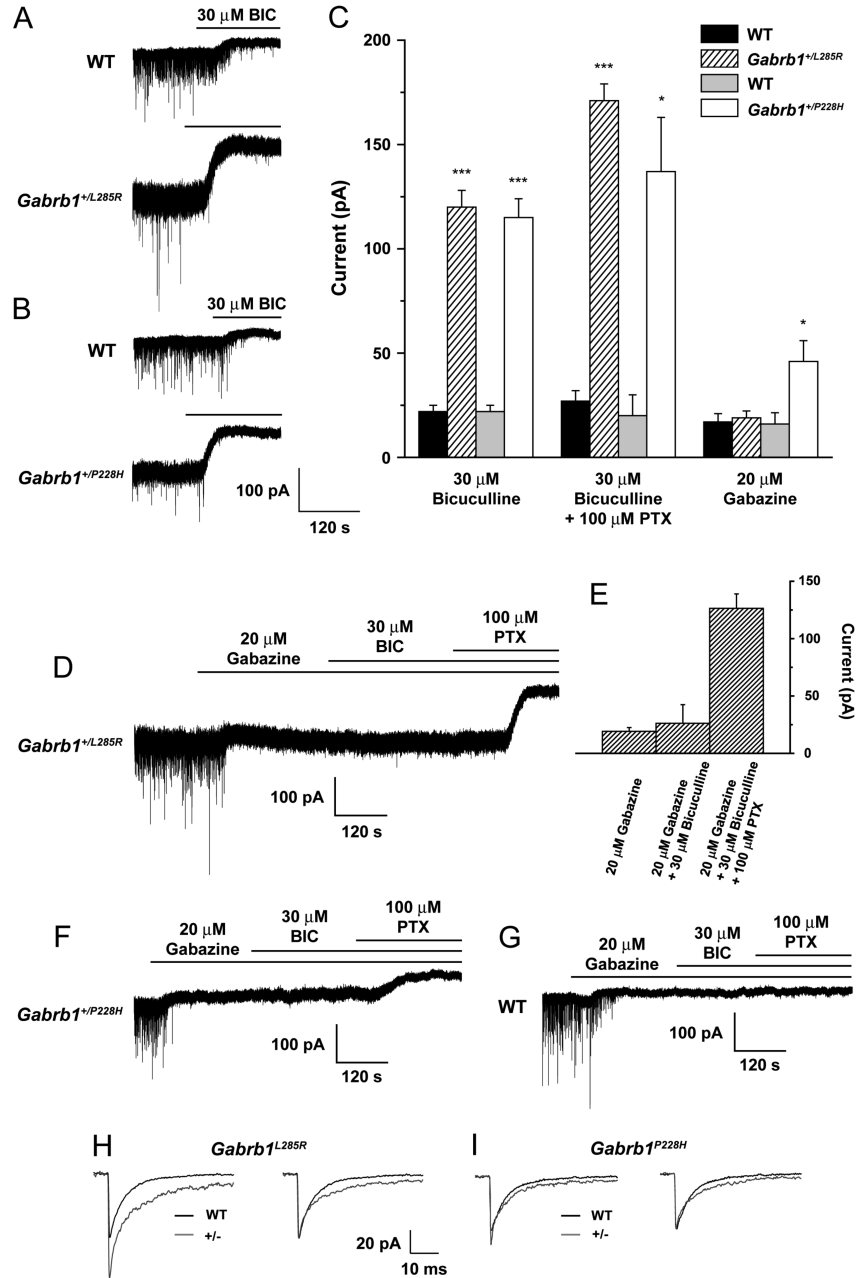 A
30 μM BIC
WT
Gabrb1+/L285R
B
30 μM BIC
WT
Gabrb1+/P228H
100 pA
120 s
C
WT
Gabrb1+/L285R
WT
Gabrb1+/P228H
200
150
100
50
0
Current (pA)
***
***
***
*
*
30 μM
Bicuculline
30 μM
Bicuculline
+ 100 μM PTX
20 μM
Gabazine
D
20 μM
Gabazine
30 μM
BIC
100 μM
PTX
Gabrb1+/L285R
100 pA
120 s
E
150
100
50
0
Current (pA)
20 μM Gabazine
20 μM Gabazine
+ 30 μM Bicuculline
20 μM Gabazine
+ 30 μM Bicuculline
+ 100 μM PTX
F
20 μM
Gabazine
30 μM
BIC
100 μM
PTX
Gabrb1+/P228H
100 pA
120 s
G
20 μM
Gabazine
30 μM
BIC
100 μM
PTX
WT
100 pA
120 s
H
Gabrb1L285R
WT
+/-
20 pA
10 ms
I
Gabrb1P228H
WT
+/-